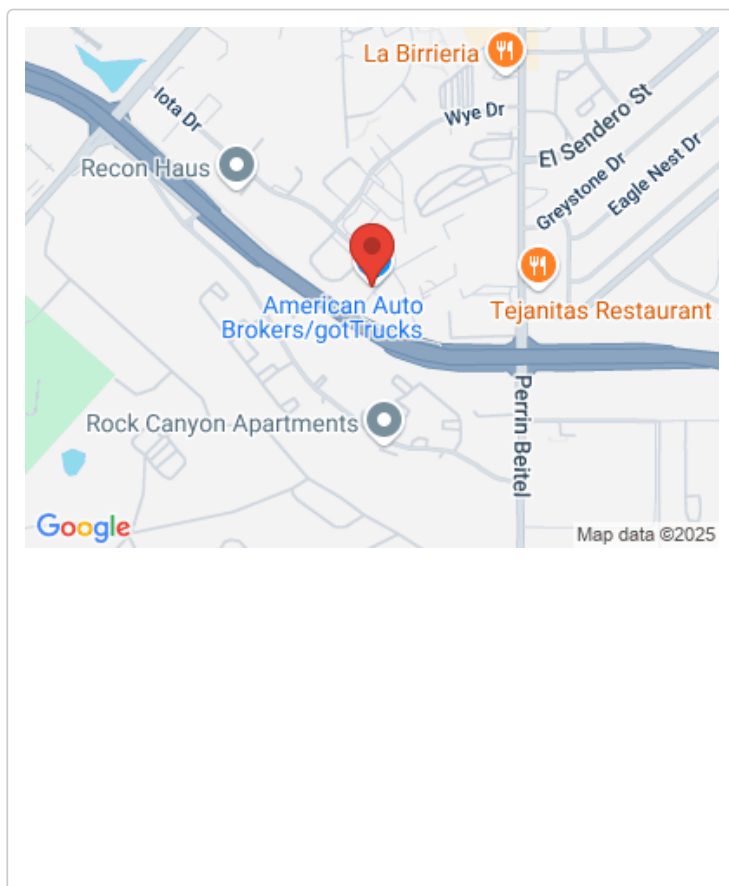 La Birrieria
Iota Dr
Wye Dr
El Sendero St
Recon Haus
Greystone Dr
Eagle Nest Dr
American Auto
Brokers/gotTrucks
Tejanitas Restaurant
Rock Canyon Apartments
Perrin Beitel
Google
Map data ©2025